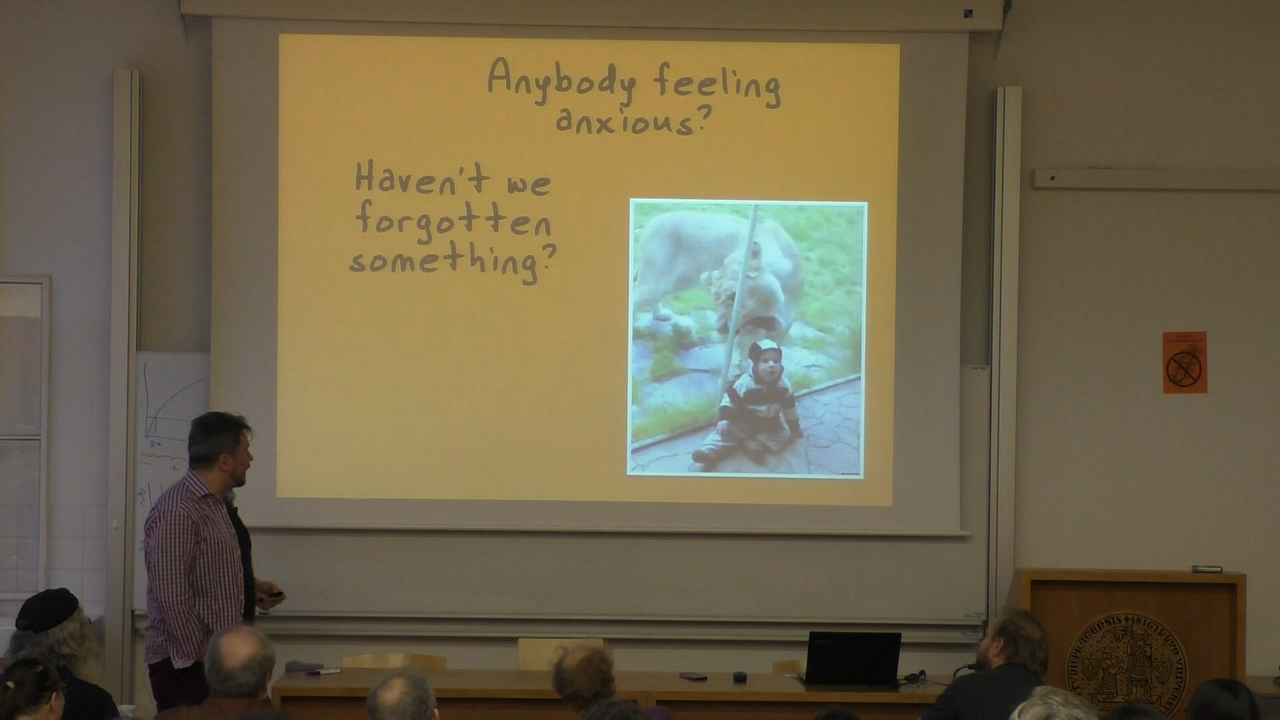 Anybody feeling
anxious?
Haven't we
forgotten
something?